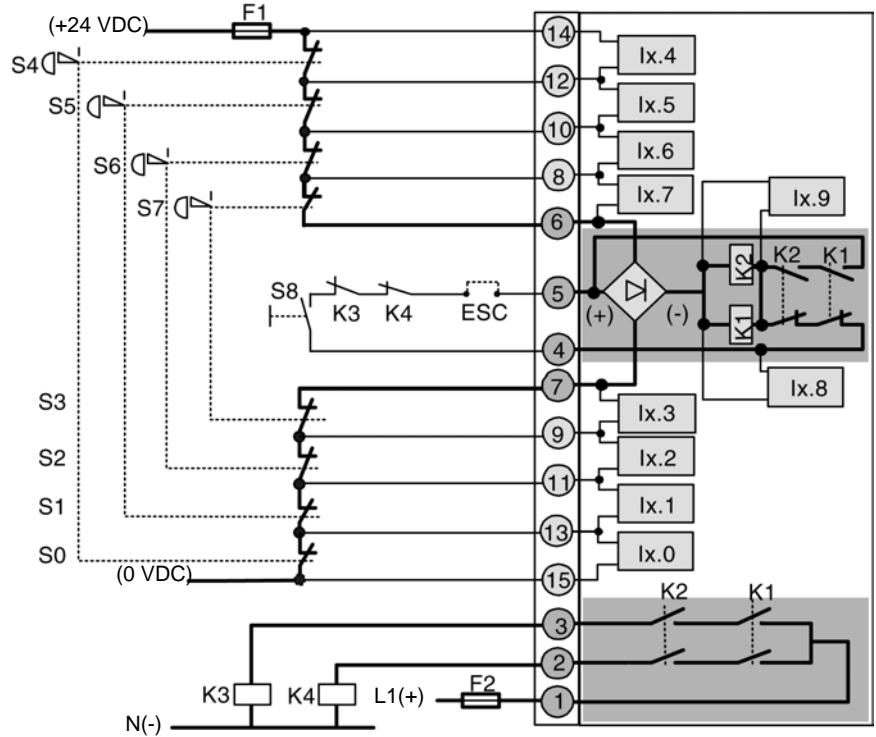 F1
(+24 VDC)
14
Ix.4
S4
12
Ix.5
S5
10
Ix.6
S6
8
Ix.7
Ix.9
S7
6
K2
K2
K1
S8
5
K3
K4
ESC
(+)
(-)
K1
4
7
Ix.8
S3
Ix.3
9
Ix.2
S2
11
Ix.1
S1
13
Ix.0
S0
(0 VDC)
15
K2
K1
3
2
K3
K4
L1(+)
F2
1
N(-)